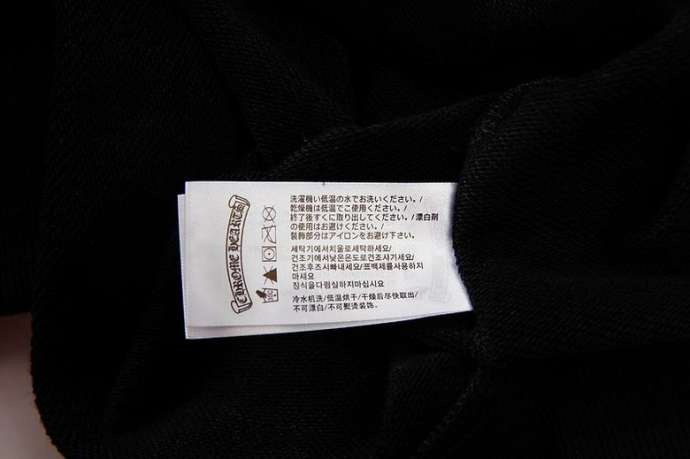 CHROME HEARTS
洗濯機い低温の水でお洗いください。/
乾燥機は低温でご使用ください。/
終了後すぐに取り出してください。/漂白剤
の使用はお避けください。
装飾部分はアイロンをお避け下さい。
세탁기에서차울로세탁하세요/
건조기에서낮은온도로건조시키세요/
건조후즈시빠내세요/표백제를사용하지
마세요
장식을다림실하지마십시요
冷水机洗/低温烘干/干燥后尽快取出/
不可漂白/不可熨烫装饰。